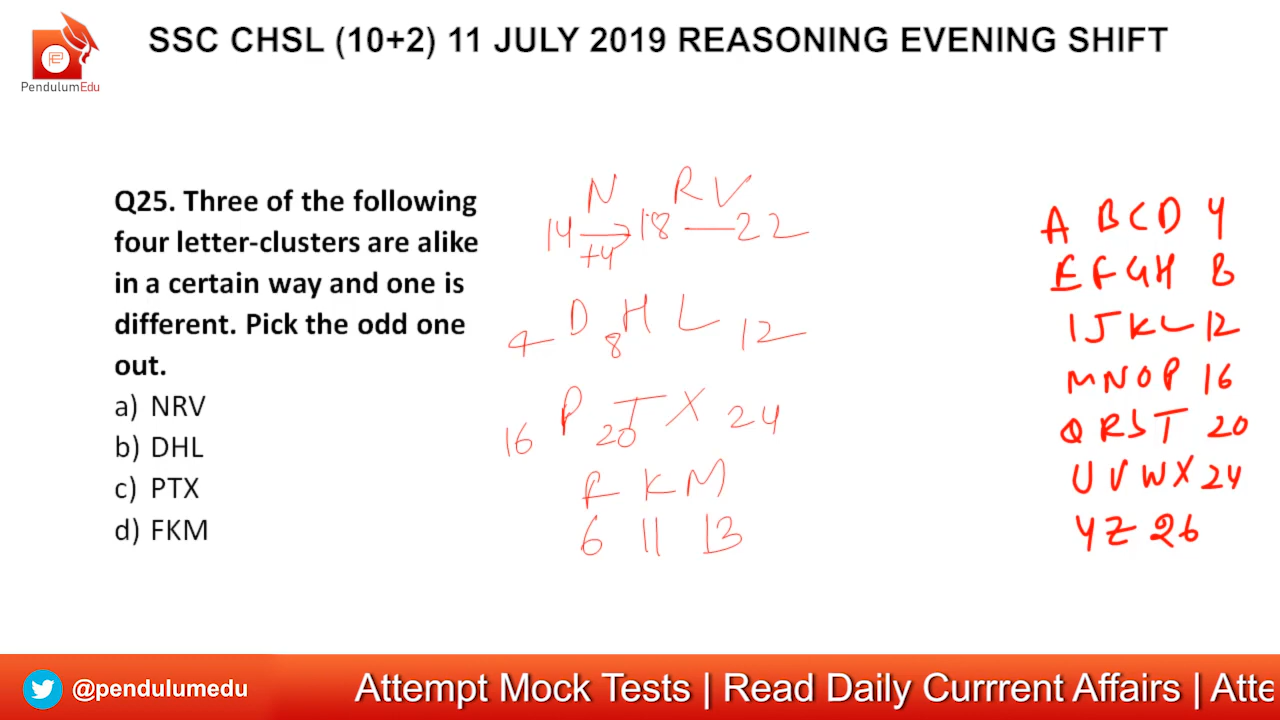 SSC CHSL (10+2) 11 JULY 2019 REASONING EVENING SHIFT
PendulumEdu
Q25. Three of the following
four letter-clusters are alike
in a certain way and one is
different. Pick the odd one
out.
a) NRV
b) DHL
c) PTX
d) FKM
N R V
14 +4 18 22
D H L
4 8 12
P T X
16 20 24
F K M
6 11 13
A B C D 4
E F G H 8
I J K L 12
M N O P 16
Q R S T 20
U V W X 24
Y Z 26
@pendulumedu
Attempt Mock Tests | Read Daily Currrent Affairs | Atte